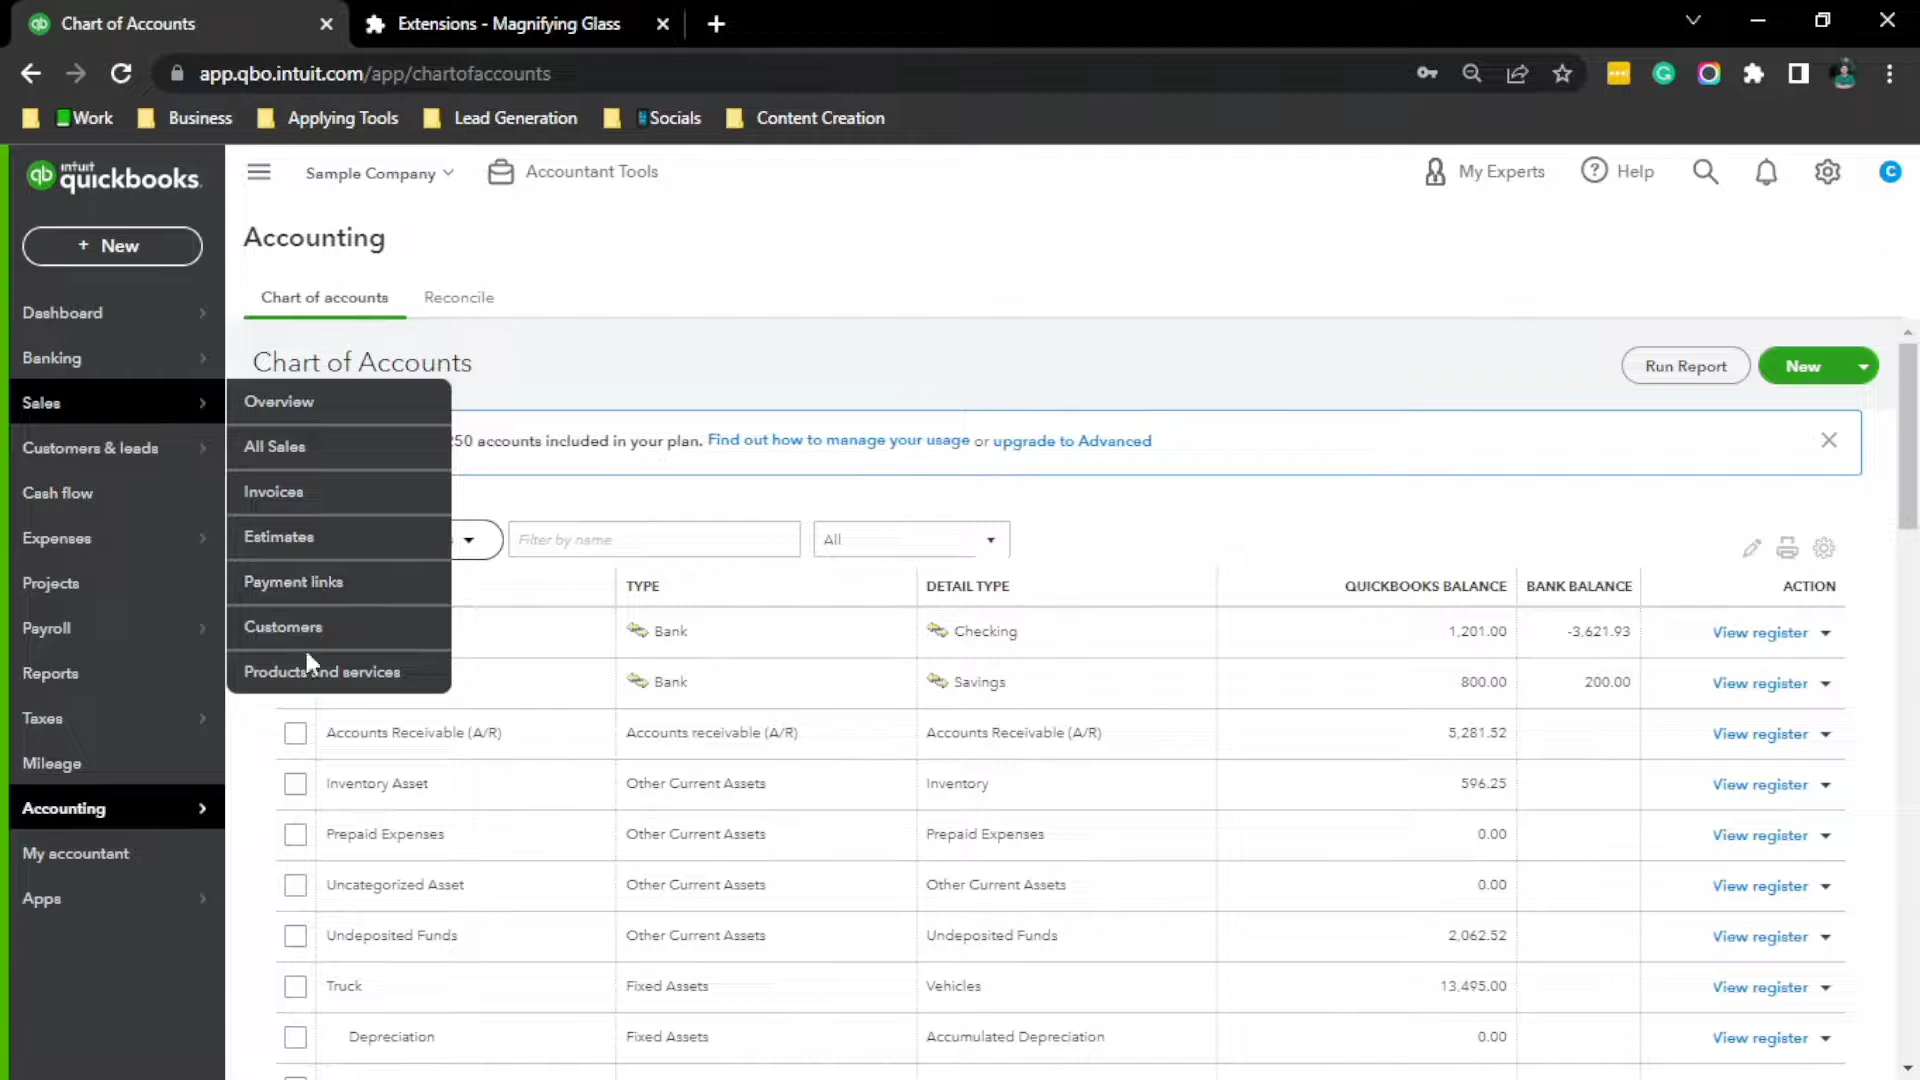 Chart of Accounts
Extensions - Magnifying Glass
app.qbo.intuit.com/app/chartofaccounts
Work
Business
Applying Tools
Lead Generation
Socials
Content Creation
intuit
quickbooks.
Sample Company
Accountant Tools
My Experts
Help
C
+ New
Accounting
Chart of accounts
Reconcile
Dashboard
Banking
Sales
Customers & leads
Cash flow
Expenses
Projects
Payroll
Reports
Taxes
Mileage
Accounting
My accountant
Apps
Overview
All Sales
Invoices
Estimates
Payment links
Customers
Products and services
Chart of Accounts
Run Report
New
250 accounts included in your plan. Find out how to manage your usage or upgrade to Advanced
Filter by name
All
TYPE DETAIL TYPE QUICKBOOKS BALANCE BANK BALANCE ACTION
Bank Checking 1,201.00 -3,621.93 View register
Bank Savings 800.00 200.00 View register
Accounts Receivable (A/R) Accounts receivable (A/R) Accounts Receivable (A/R) 5,281.52 View register
Inventory Asset Other Current Assets Inventory 596.25 View register
Prepaid Expenses Other Current Assets Prepaid Expenses 0.00 View register
Uncategorized Asset Other Current Assets Other Current Assets 0.00 View register
Undeposited Funds Other Current Assets Undeposited Funds 2,062.52 View register
Truck Fixed Assets Vehicles 13,495.00 View register
Depreciation Fixed Assets Accumulated Depreciation 0.00 View register